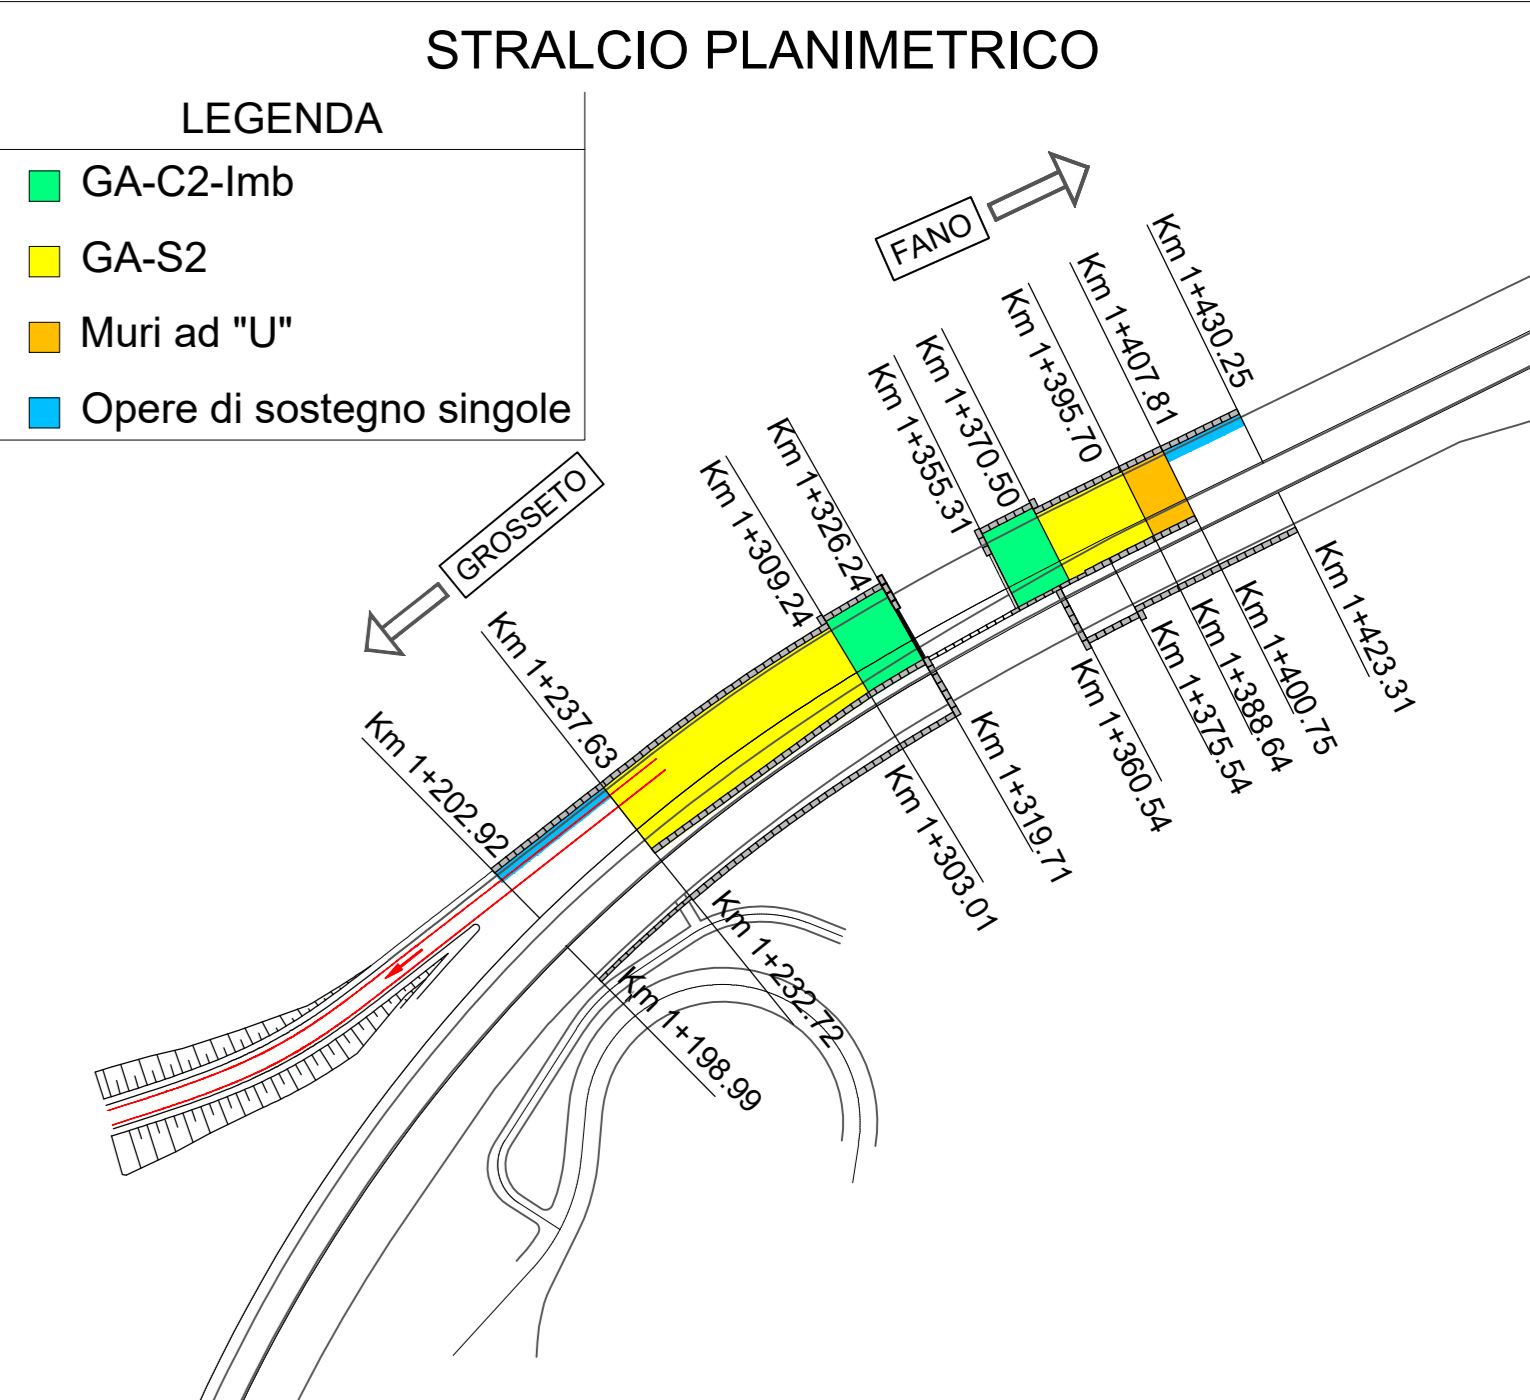 STRALCIO PLANIMETRICO
LEGENDA
GA-C2-Imb
GA-S2
Muri ad "U"
Opere di sostegno singole
FANO
GROSSETO
Km 1+202.92
Km 1+237.63
Km 1+309.24
Km 1+326.24
Km 1+355.31
Km 1+370.50
Km 1+395.70
Km 1+407.81
Km 1+430.25
Km 1+198.99
Km 1+232.72
Km 1+303.01
Km 1+319.71
Km 1+360.54
Km 1+375.54
Km 1+388.64
Km 1+400.75
Km 1+423.31